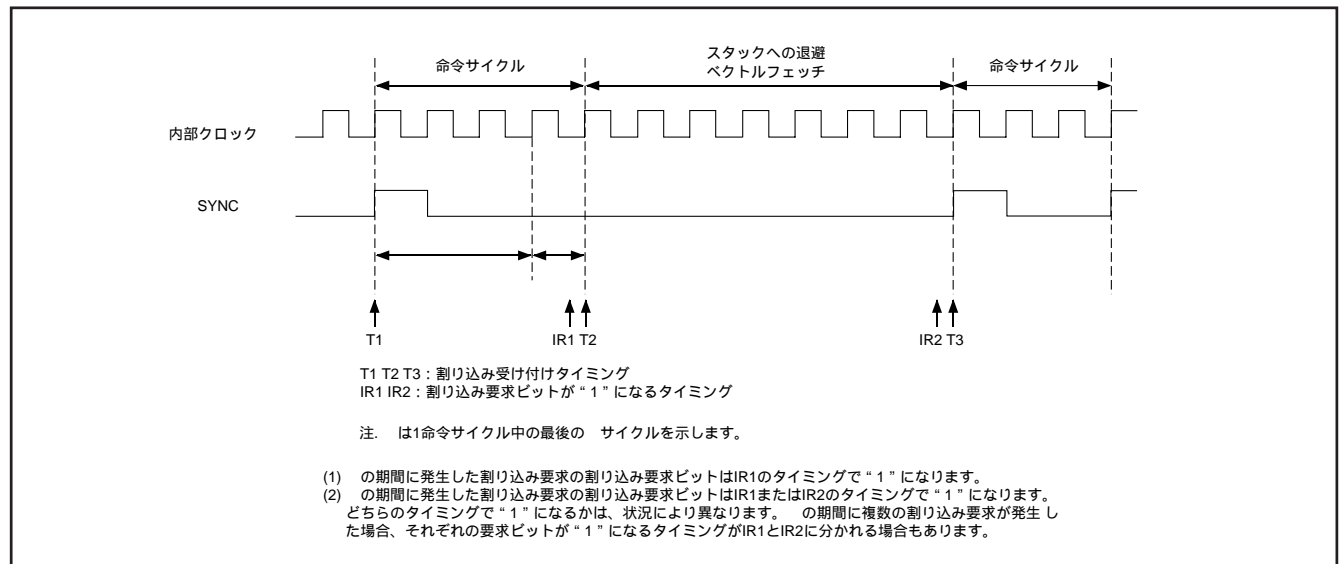 命令サイクル
スタックへの退避
ベクトルフェッチ
命令サイクル
内部クロック
SYNC
T1
IR1 T2
IR2 T3
T1 T2 T3：割り込み受け付けタイミング
IR1 IR2：割り込み要求ビットが“1”になるタイミング
注. は1命令サイクル中の最後の サイクルを示します。
(1) の期間に発生した割り込み要求の割り込み要求ビットはIR1のタイミングで“1”になります。
(2) の期間に発生した割り込み要求の割り込み要求ビットはIR1またはIR2のタイミングで“1”になります。
どちらのタイミングで“1”になるかは、状況により異なります。 の期間に複数の割り込み要求が発生し
た場合、それぞれの要求ビットが“1”になるタイミングがIR1とIR2に分かれる場合もあります。